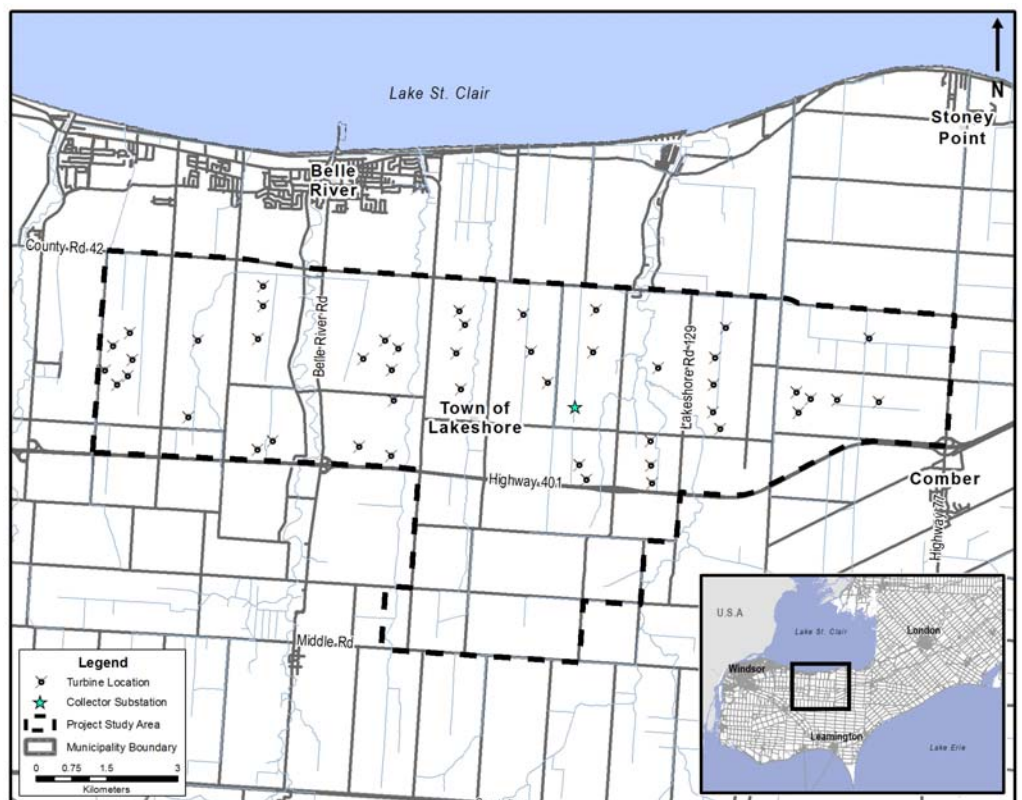 Lake St. Clair
N
Stoney
Point
Belle
River
County Rd 42
Belle River Rd
Lakeshore Rd 129
Town of
Lakeshore
Highway 401
Comber
Highway 77
Middle Rd
Legend
Turbine Location
Collector Substation
Project Study Area
Municipality Boundary
0 0.75 1.5 3
Kilometers
U.S.A
Lake St. Clair
London
Windsor
Leamington
Lake Erie